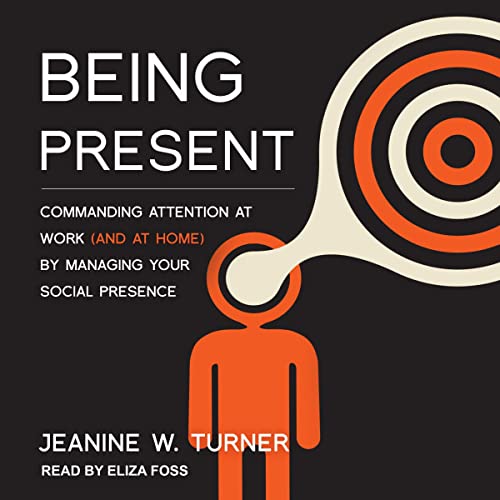 BEING
PRESENT
COMMANDING ATTENTION AT
WORK (AND AT HOME)
BY MANAGING YOUR
SOCIAL PRESENCE
JEANINE W. TURNER
READ BY ELIZA FOSS